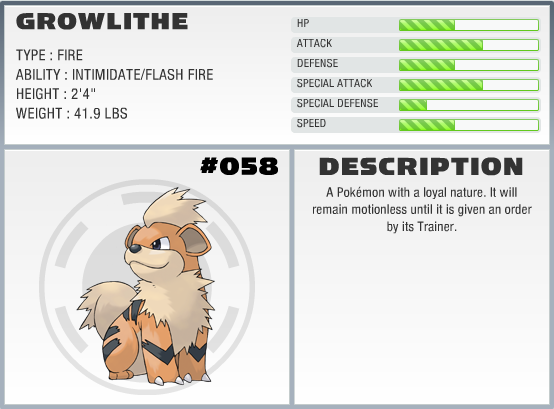 GROWLITHE
TYPE : FIRE
ABILITY : INTIMIDATE/FLASH FIRE
HEIGHT : 2'4"
WEIGHT : 41.9 LBS
HP
ATTACK
DEFENSE
SPECIAL ATTACK
SPECIAL DEFENSE
SPEED
#058
DESCRIPTION
A Pokémon with a loyal nature. It will
remain motionless until it is given an order
by its Trainer.